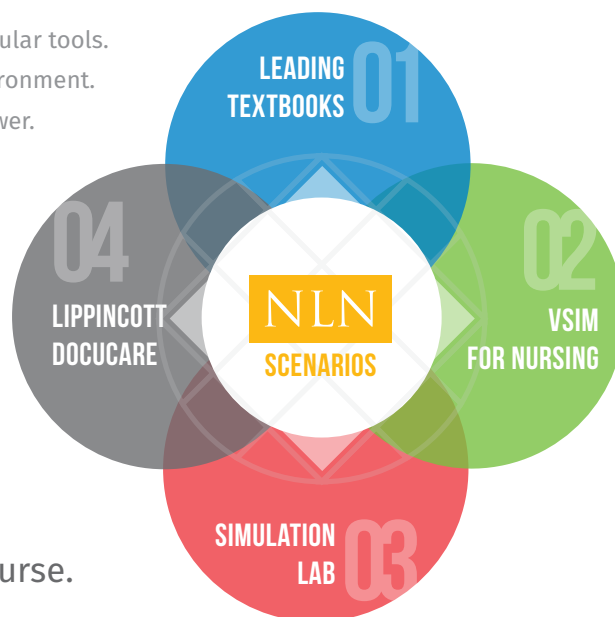 ular tools.
ronment.
wer.
LEADING
TEXTBOOKS
01
02
VSIM
FOR NURSING
04
LIPPINCOTT
DOCUCARE
NLN
SCENARIOS
SIMULATION
LAB
03
urse.